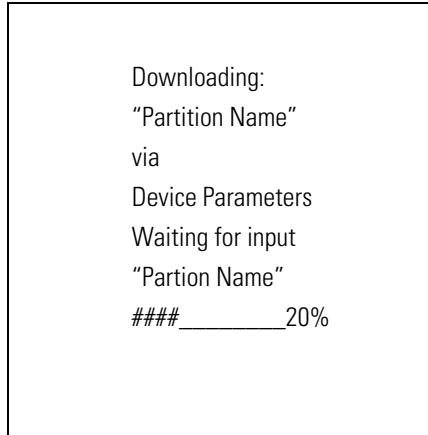 Downloading:
“Partition Name”
via
Device Parameters
Waiting for input
“Partion Name”
####________20%